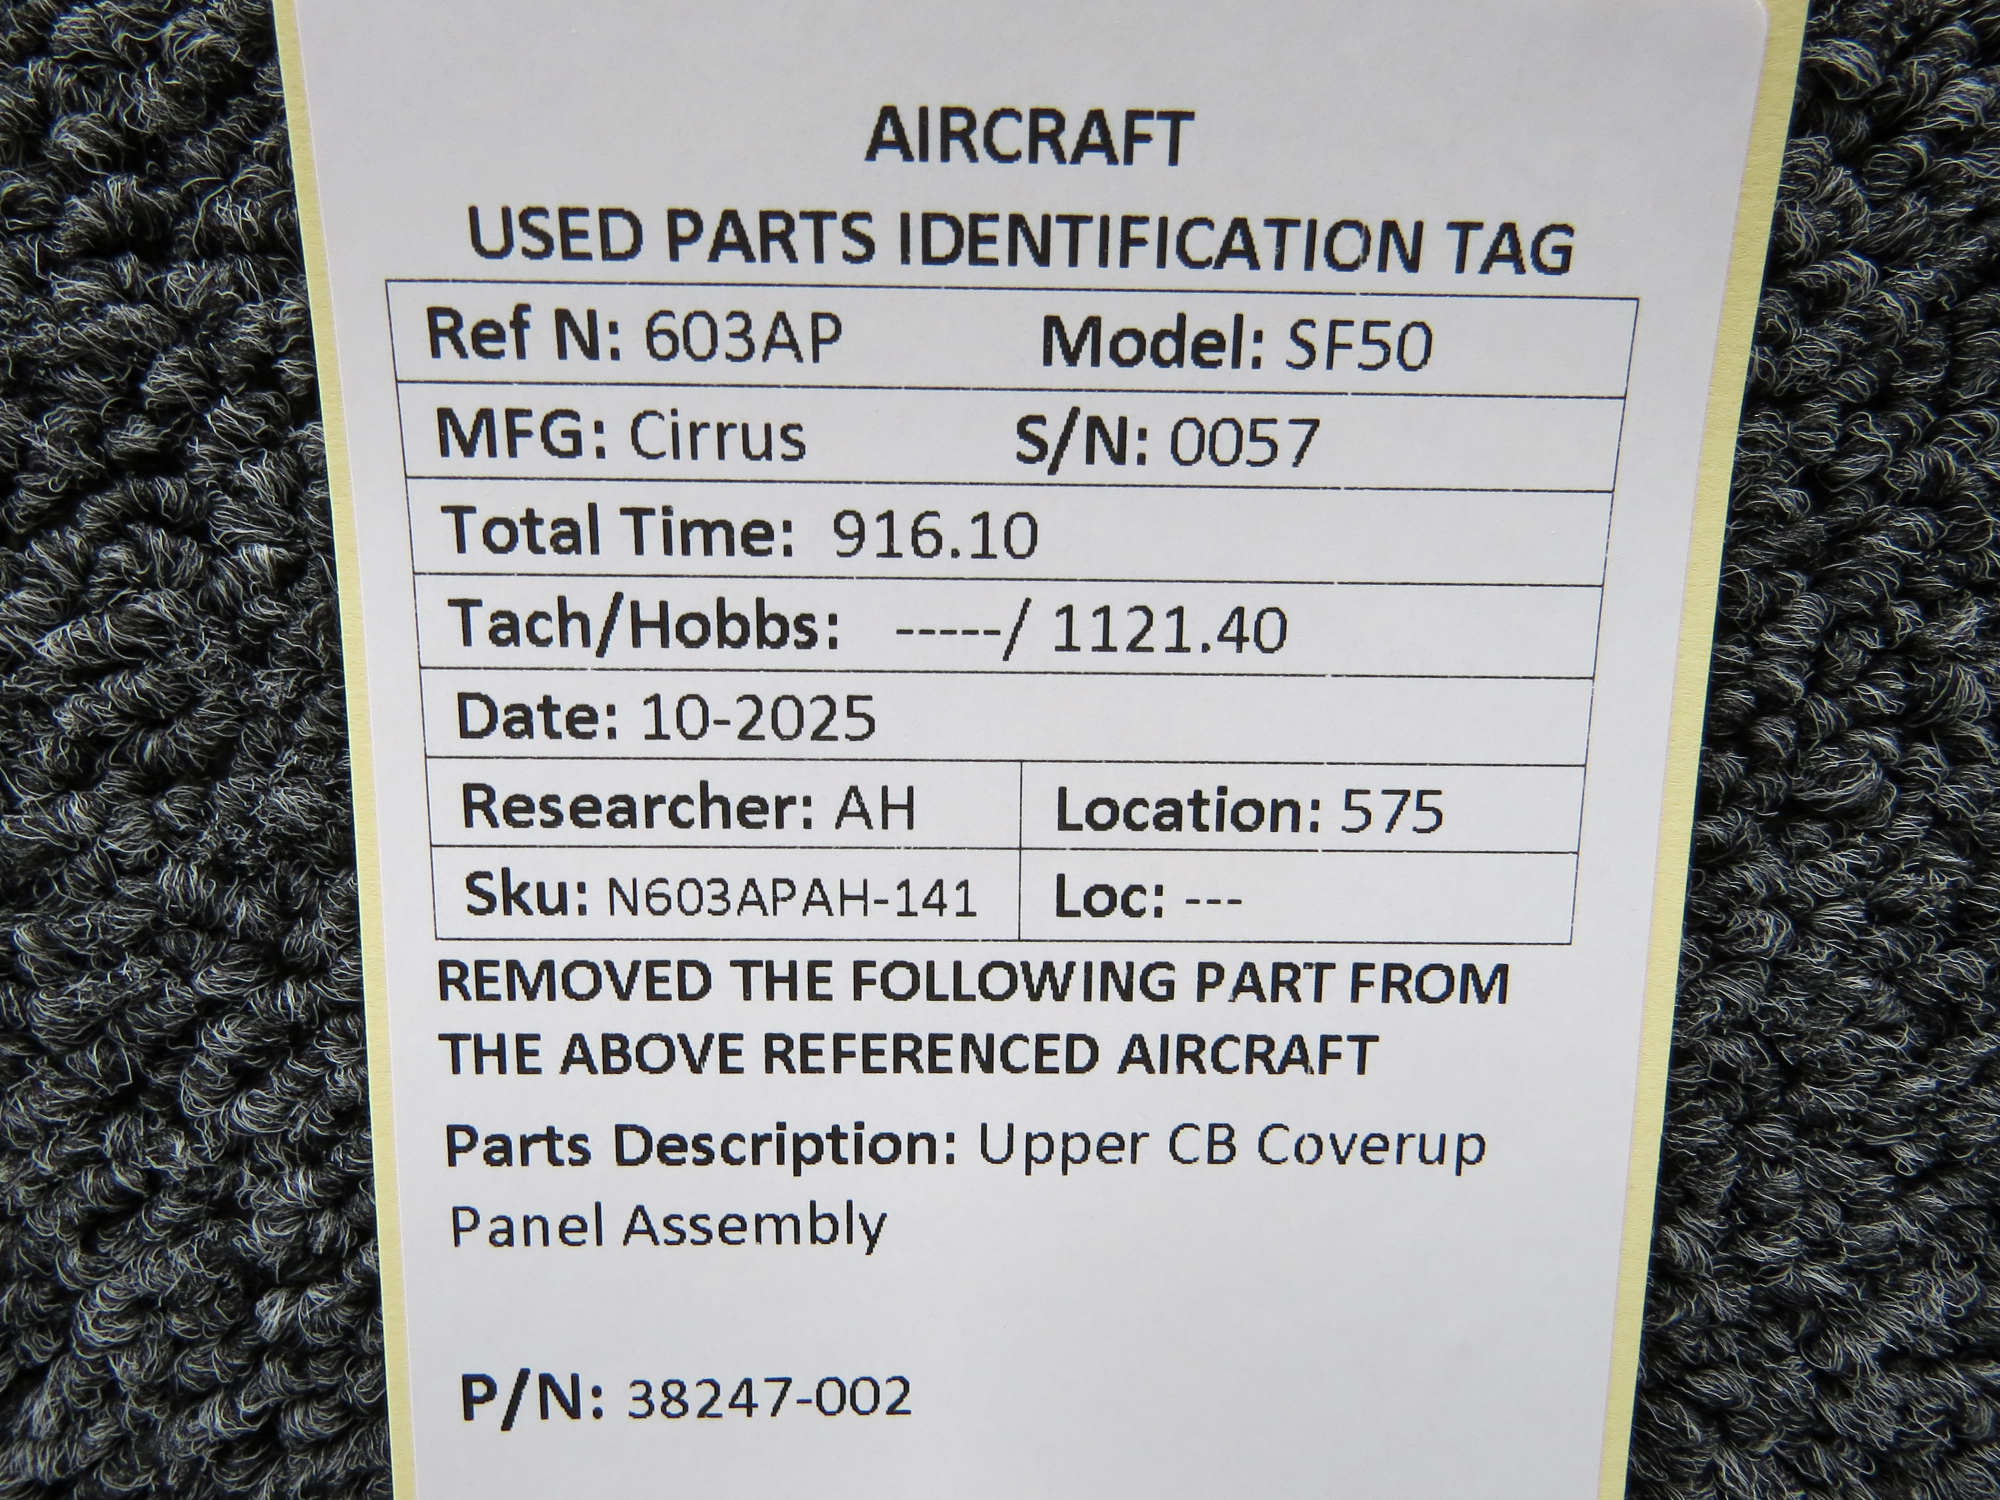 AIRCRAFT
USED PARTS IDENTIFICATION TAG
Ref N: 603AP Model: SF50
MFG: Cirrus S/N: 0057
Total Time: 916.10
Tach/Hobbs: -----/ 1121.40
Date: 10-2025
Researcher: AH Location: 575
Sku: N603APAH-141 Loc: ---
REMOVED THE FOLLOWING PART FROM
THE ABOVE REFERENCED AIRCRAFT
Parts Description: Upper CB Coverup
Panel Assembly
P/N: 38247-002